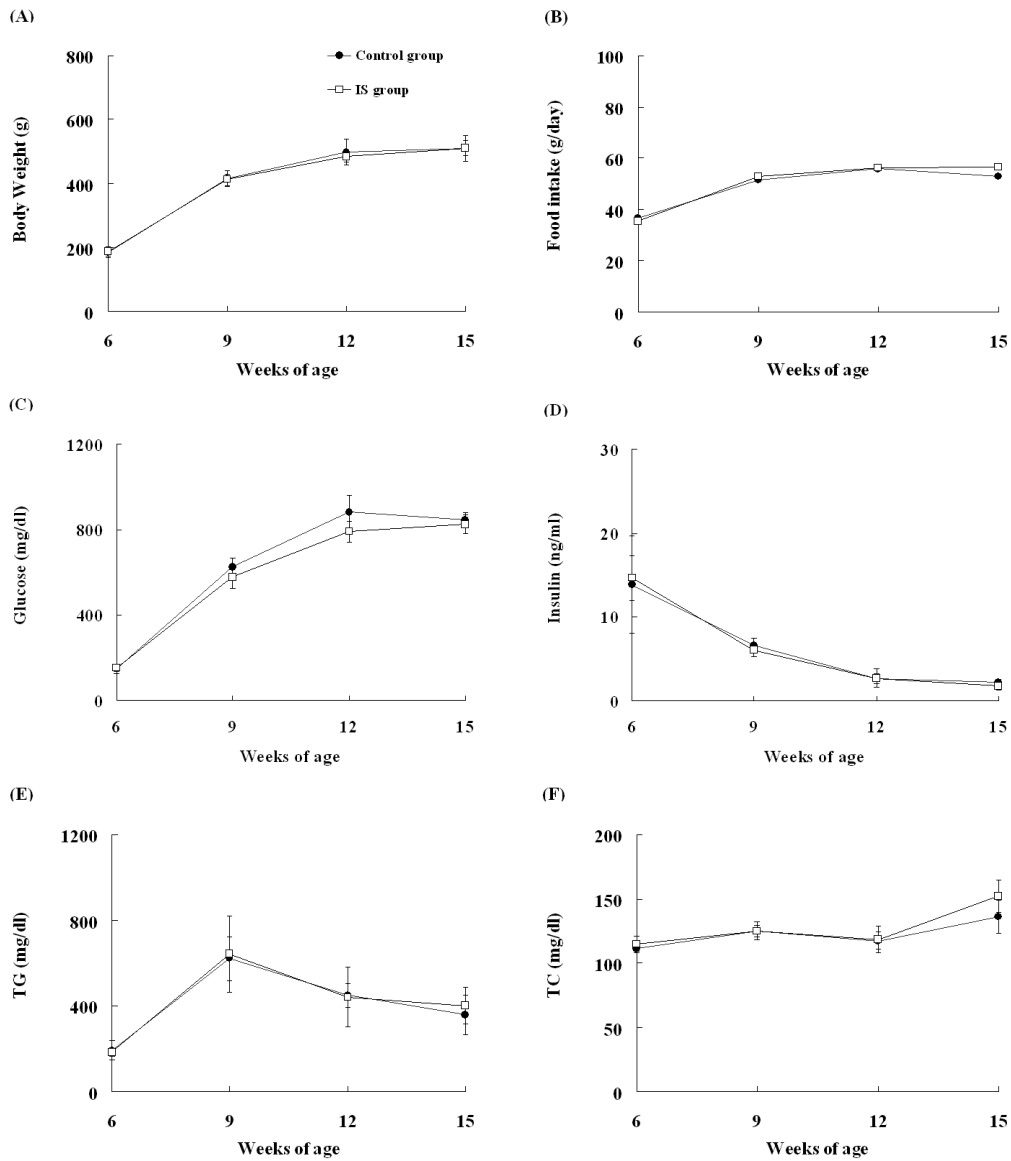 (A)
800
600
400
200
0
Body Weight (g)
Control group
IS group
6 9 12 15
Weeks of age
(B)
100
80
60
40
20
0
Food intake (g/day)
6 9 12 15
Weeks of age
(C)
1200
800
400
0
Glucose (mg/dl)
6 9 12 15
Weeks of age
(D)
30
20
10
0
Insulin (ng/ml)
6 9 12 15
Weeks of age
(E)
1200
800
400
0
TG (mg/dl)
6 9 12 15
Weeks of age
(F)
200
150
100
50
0
TC (mg/dl)
6 9 12 15
Weeks of age